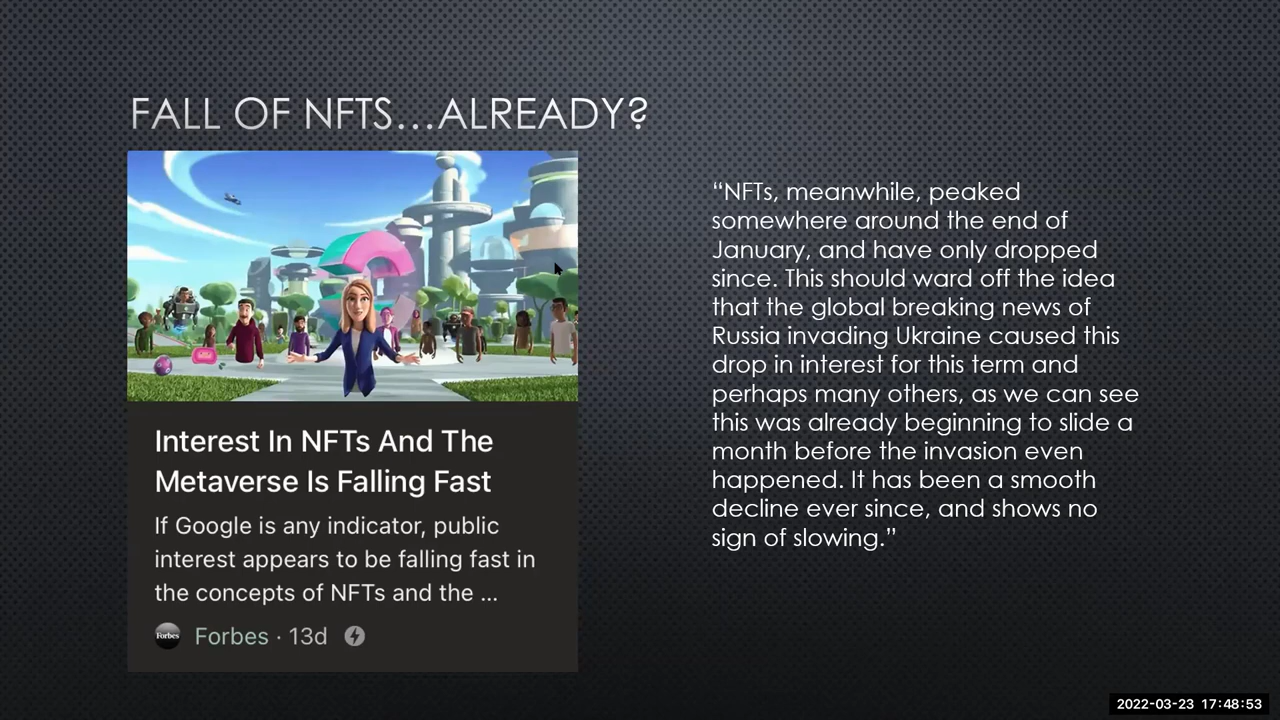 FALL OF NFTS...ALREADY?
Interest In NFTs And The
Metaverse Is Falling Fast
If Google is any indicator, public
interest appears to be falling fast in
the concepts of NFTs and the ...
Forbes
Forbes · 13d
“NFTs, meanwhile, peaked
somewhere around the end of
January, and have only dropped
since. This should ward off the idea
that the global breaking news of
Russia invading Ukraine caused this
drop in interest for this term and
perhaps many others, as we can see
this was already beginning to slide a
month before the invasion even
happened. It has been a smooth
decline ever since, and shows no
sign of slowing.”
2022-03-23 17:48:53